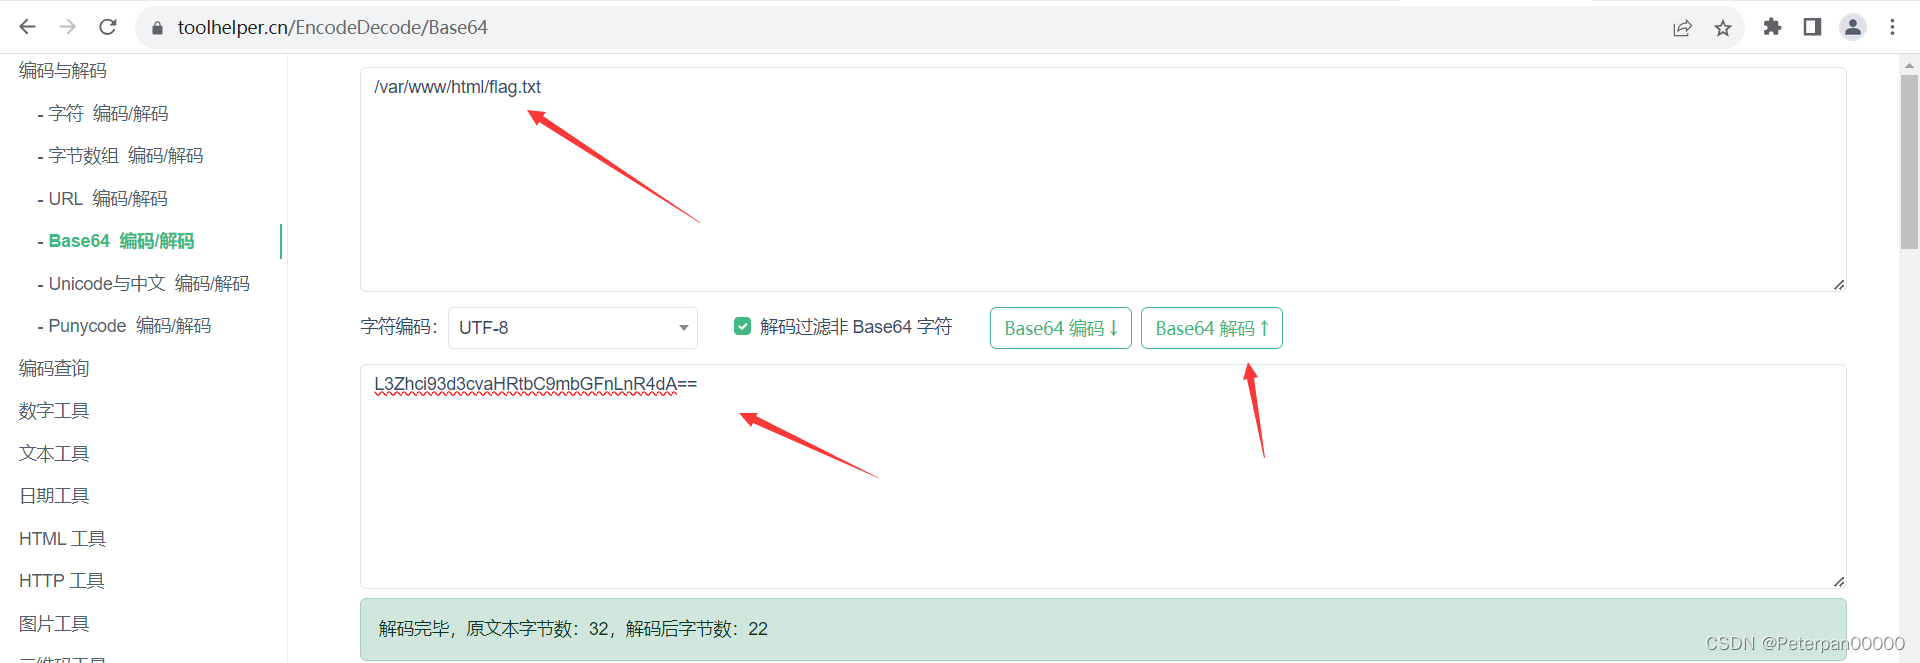 toolhelper.cn/EncodeDecode/Base64
编码与解码
- 字符 编码/解码
- 字节数组 编码/解码
- URL 编码/解码
- Base64 编码/解码
- Unicode与中文 编码/解码
- Punycode 编码/解码
编码查询
数字工具
文本工具
日期工具
HTML 工具
HTTP 工具
图片工具
二维码工具
/var/www/html/flag.txt
字符编码： UTF-8 解码过滤非 Base64 字符 Base64 编码↓ Base64 解码↑
L3Zhci93d3cvaHRtbC9mbGFnLnR4dA==
解码完毕，原文本字节数：32，解码后字节数：22
CSDN @Peterpan00000